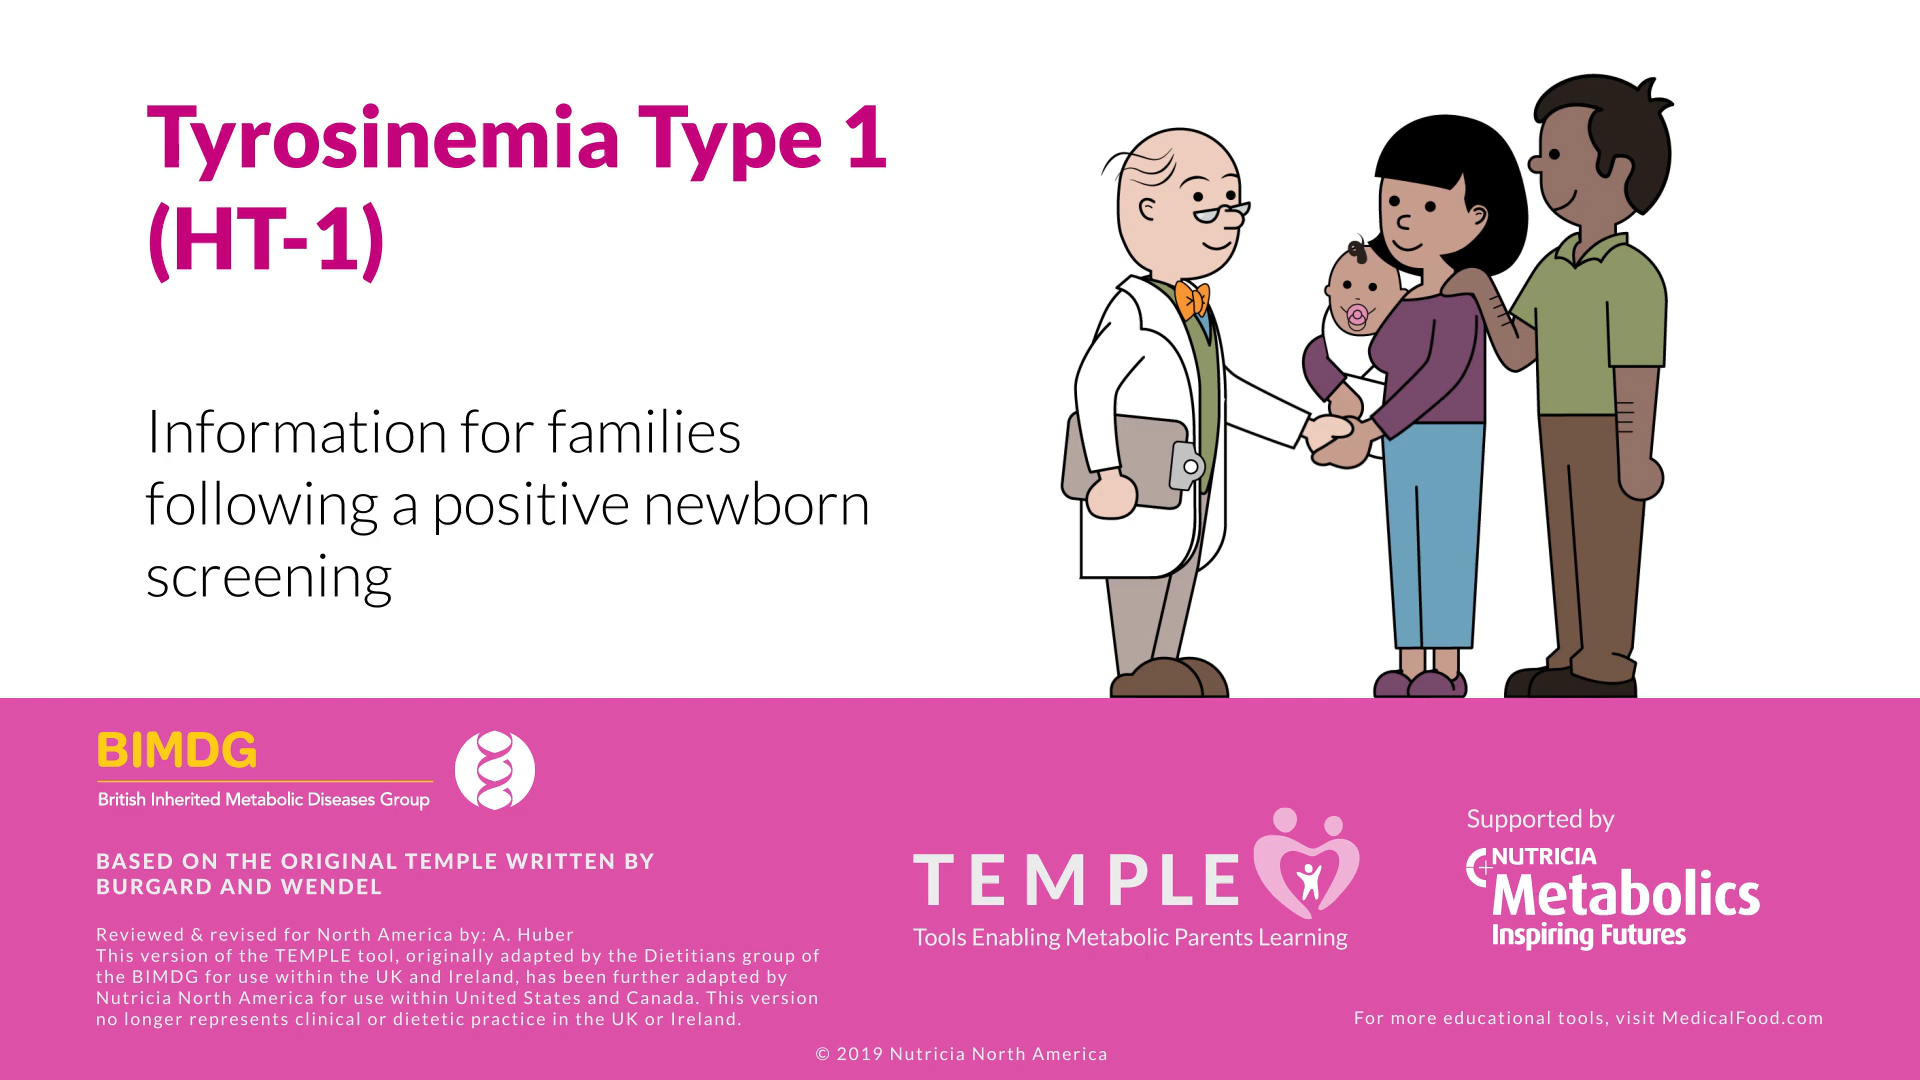 Tyrosinemia Type 1
(HT-1)
Information for families
following a positive newborn
screening
BIMDG
British Inherited Metabolic Diseases Group
BASED ON THE ORIGINAL TEMPLE WRITTEN BY
BURGARD AND WENDEL
Reviewed & revised for North America by: A. Huber
This version of the TEMPLE tool, originally adapted by the Dietitians group of
the BIMDG for use within the UK and Ireland, has been further adapted by
Nutricia North America for use within United States and Canada. This version
no longer represents clinical or dietetic practice in the UK or Ireland.
TEMPLE
Tools Enabling Metabolic Parents Learning
Supported by
NUTRICIA
Metabolics
Inspiring Futures
For more educational tools, visit MedicalFood.com
© 2019 Nutricia North America